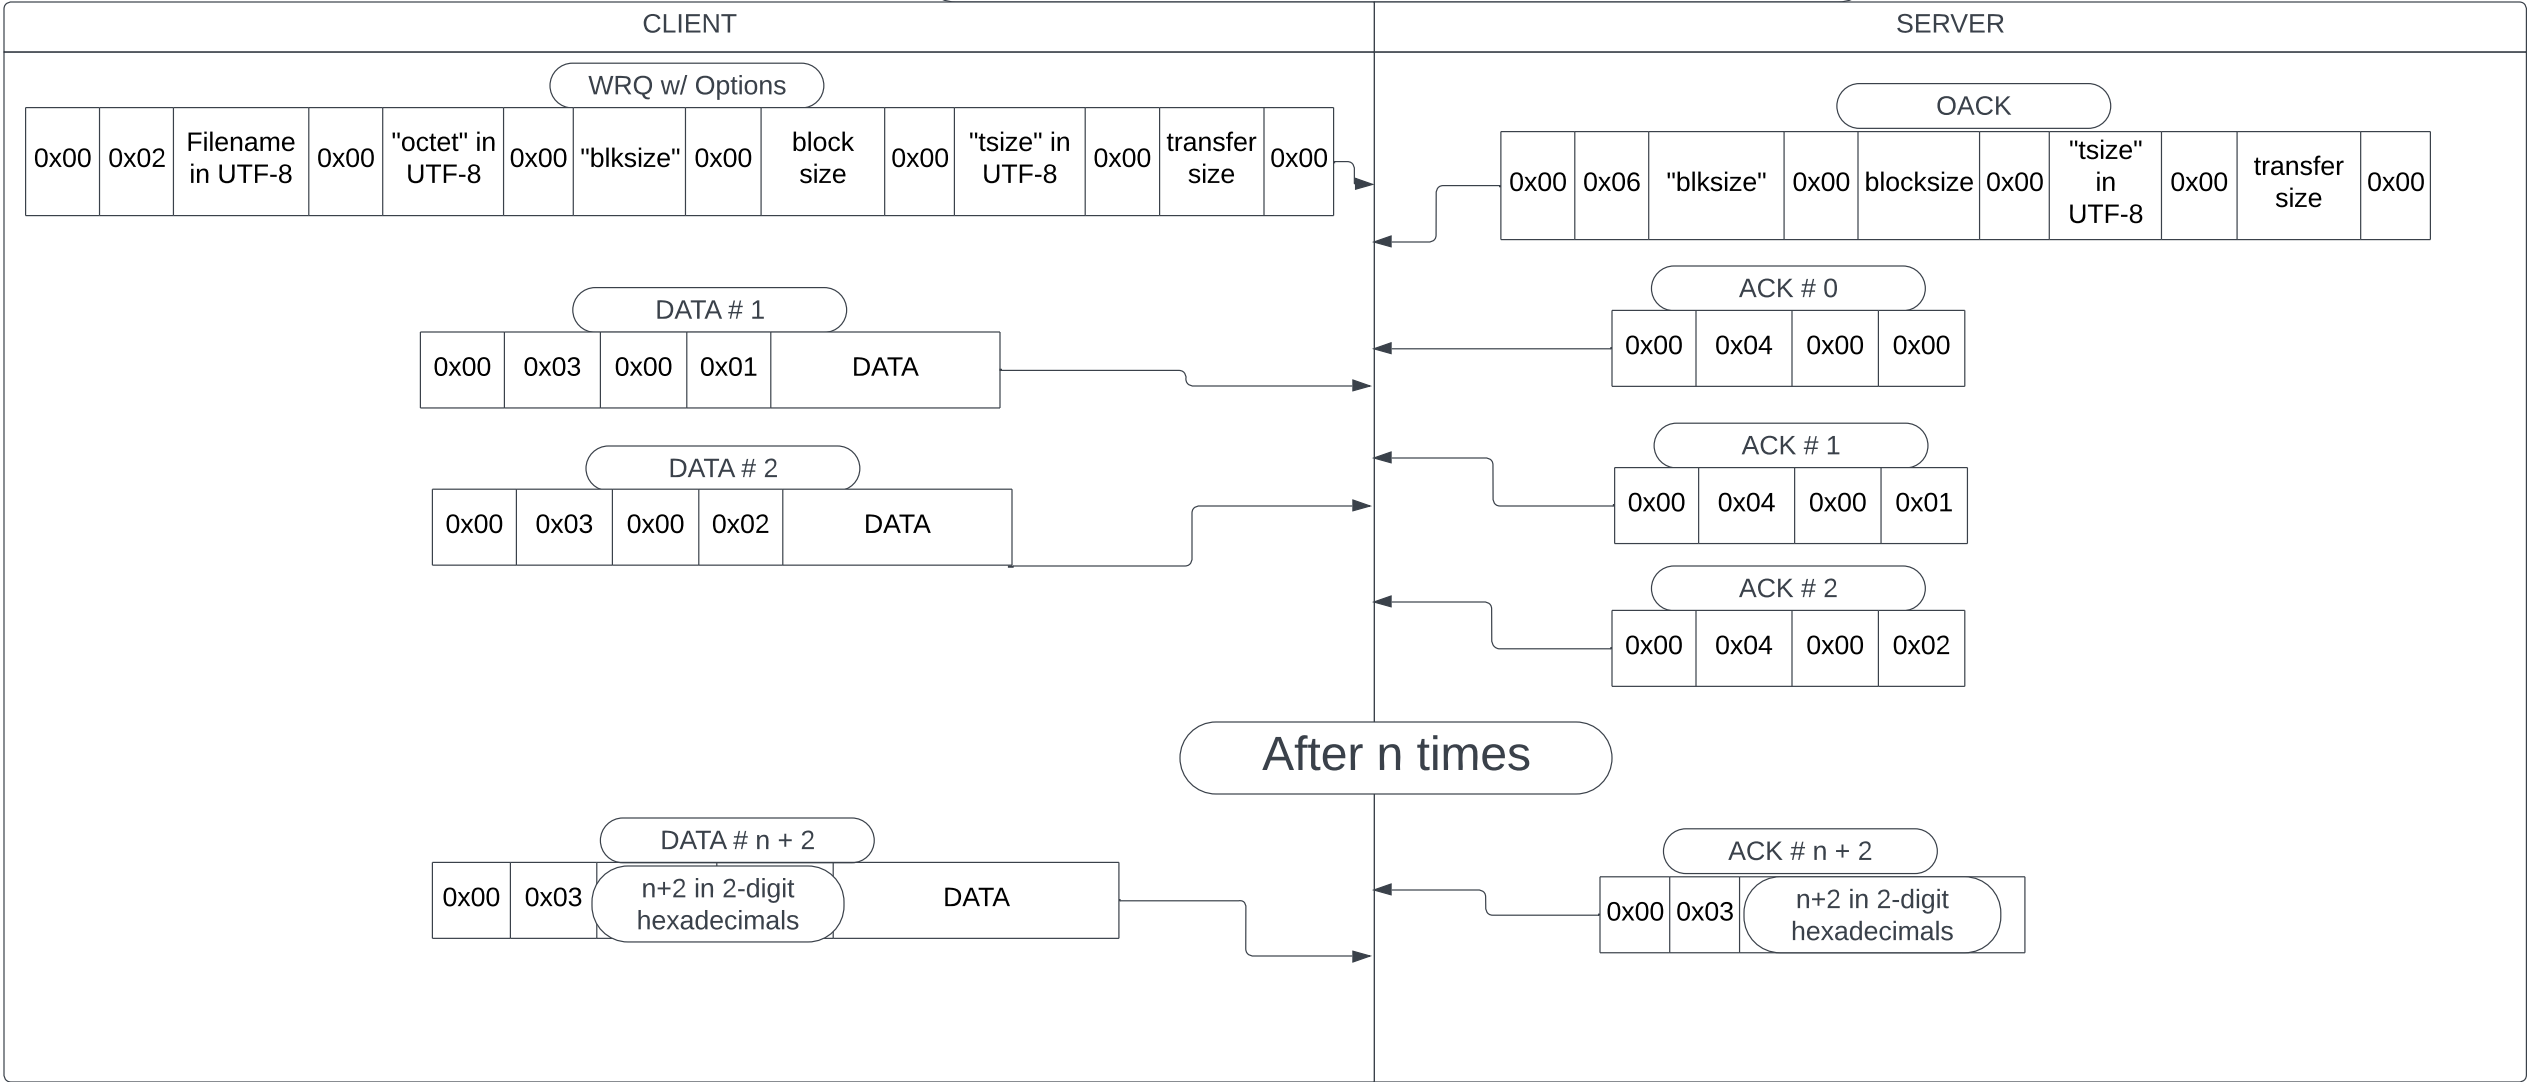 CLIENT
SERVER
WRQ w/ Options
0x00
0x02
Filename
in UTF-8
0x00
"octet" in
UTF-8
0x00
"blksize"
0x00
block
size
0x00
"tsize" in
UTF-8
0x00
transfer
size
0x00
OACK
0x00
0x06
"blksize"
0x00
blocksize
0x00
"tsize"
in
UTF-8
0x00
transfer
size
0x00
DATA # 1
0x00
0x03
0x00
0x01
DATA
ACK # 0
0x00
0x04
0x00
0x00
DATA # 2
0x00
0x03
0x00
0x02
DATA
ACK # 1
0x00
0x04
0x00
0x01
ACK # 2
0x00
0x04
0x00
0x02
After n times
DATA # n + 2
0x00
0x03
n+2 in 2-digit
hexadecimals
DATA
ACK # n + 2
0x00
0x03
n+2 in 2-digit
hexadecimals